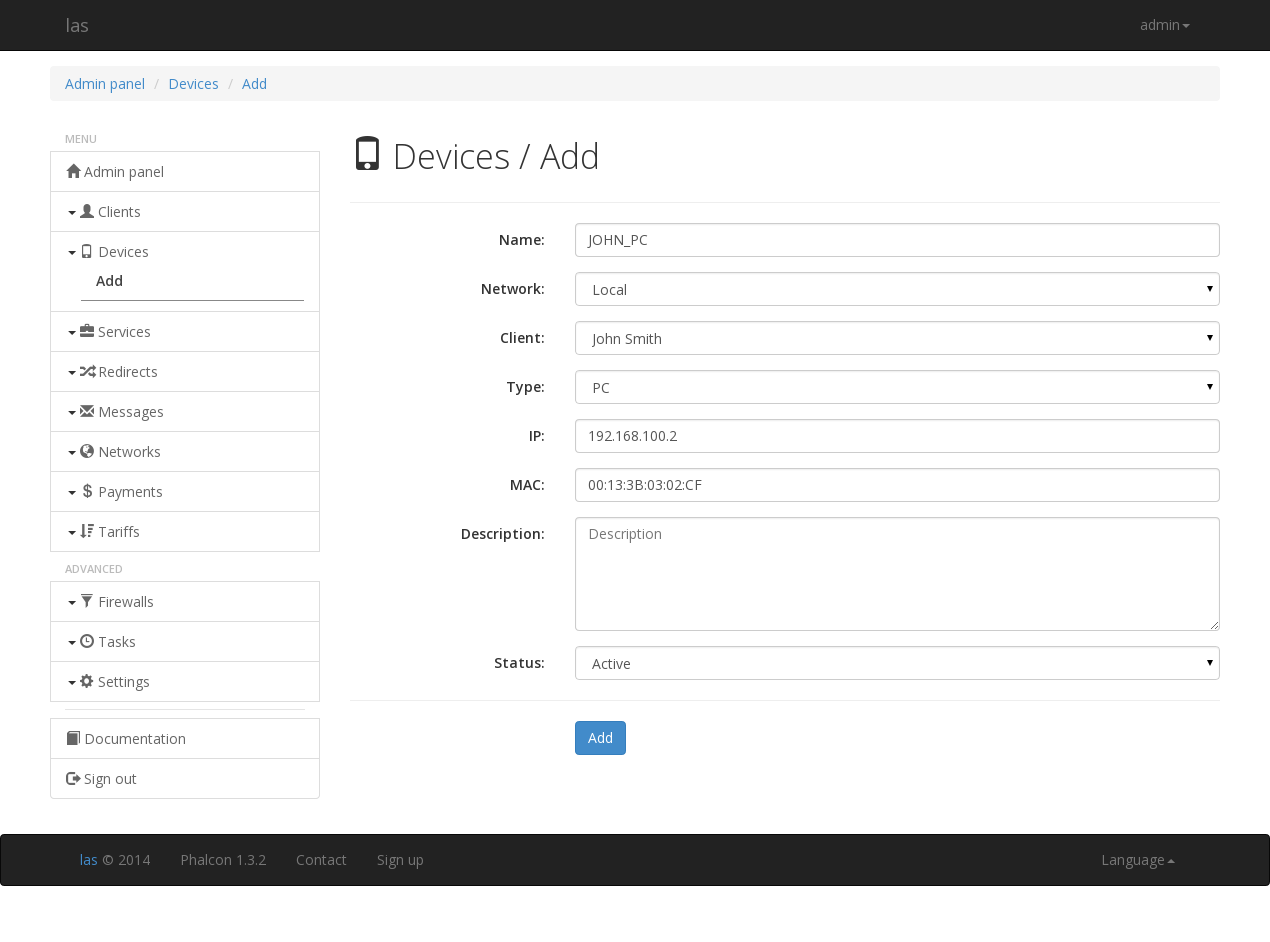 las
admin
Admin panel / Devices / Add
MENU
Admin panel
Clients
Devices
Add
Services
Redirects
Messages
Networks
Payments
Tariffs
ADVANCED
Firewalls
Tasks
Settings
Documentation
Sign out
Devices / Add
Name: JOHN_PC
Network: Local
Client: John Smith
Type: PC
IP: 192.168.100.2
MAC: 00:13:3B:03:02:CF
Description: Description
Status: Active
Add
las © 2014 Phalcon 1.3.2 Contact Sign up Language